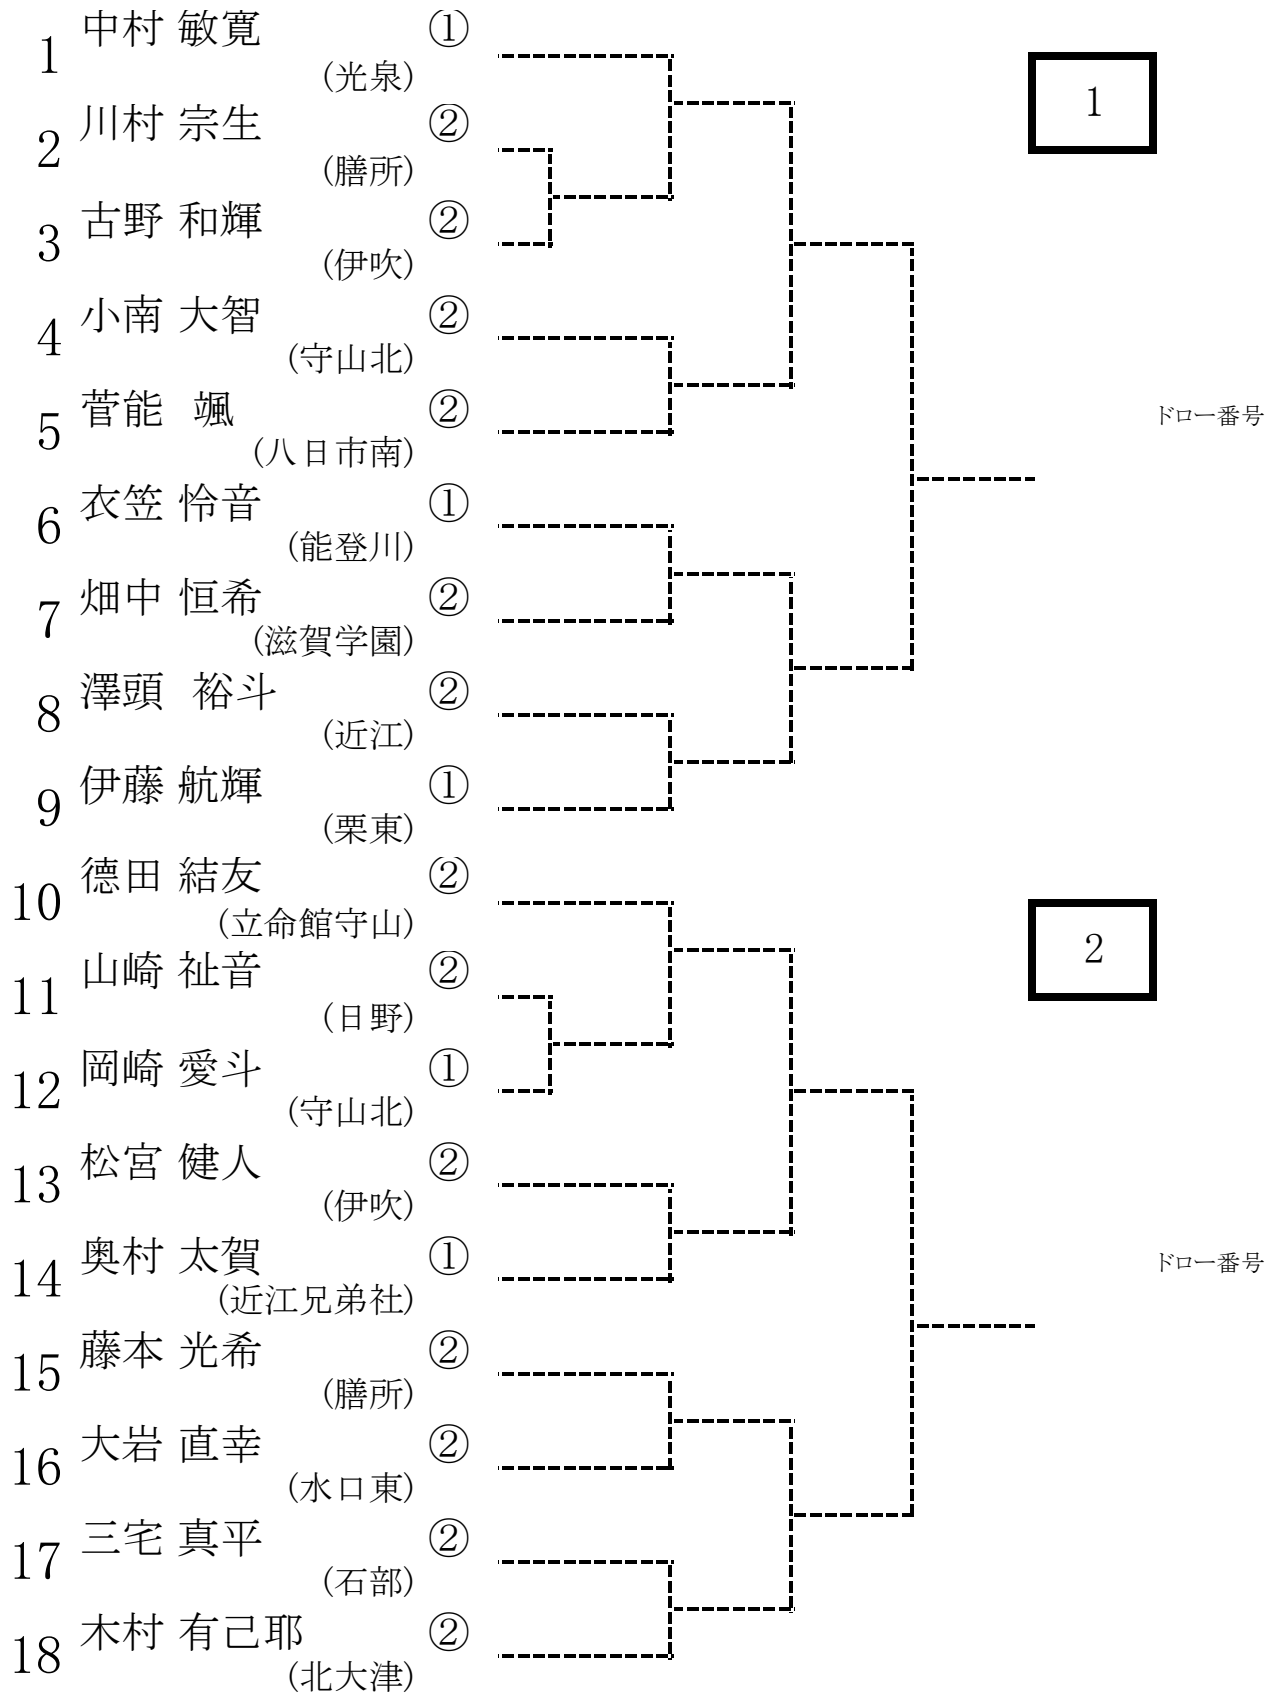 1 中村 敏寛 ①
(光泉)
1
2 川村 宗生 ②
(膳所)
3 古野 和輝 ②
(伊吹)
4 小南 大智 ②
(守山北)
5 菅能 颯 ②
(八日市南)
ドロー番号
6 衣笠 怜音 ①
(能登川)
7 畑中 恒希 ②
(滋賀学園)
8 澤頭 裕斗 ②
(近江)
9 伊藤 航輝 ①
(栗東)
10 德田 結友 ②
(立命館守山)
2
11 山崎 祉音 ②
(日野)
12 岡崎 愛斗 ①
(守山北)
13 松宮 健人 ②
(伊吹)
14 奥村 太賀 ①
(近江兄弟社)
ドロー番号
15 藤本 光希 ②
(膳所)
16 大岩 直幸 ②
(水口東)
17 三宅 真平 ②
(石部)
18 木村 有己耶 ②
(北大津)